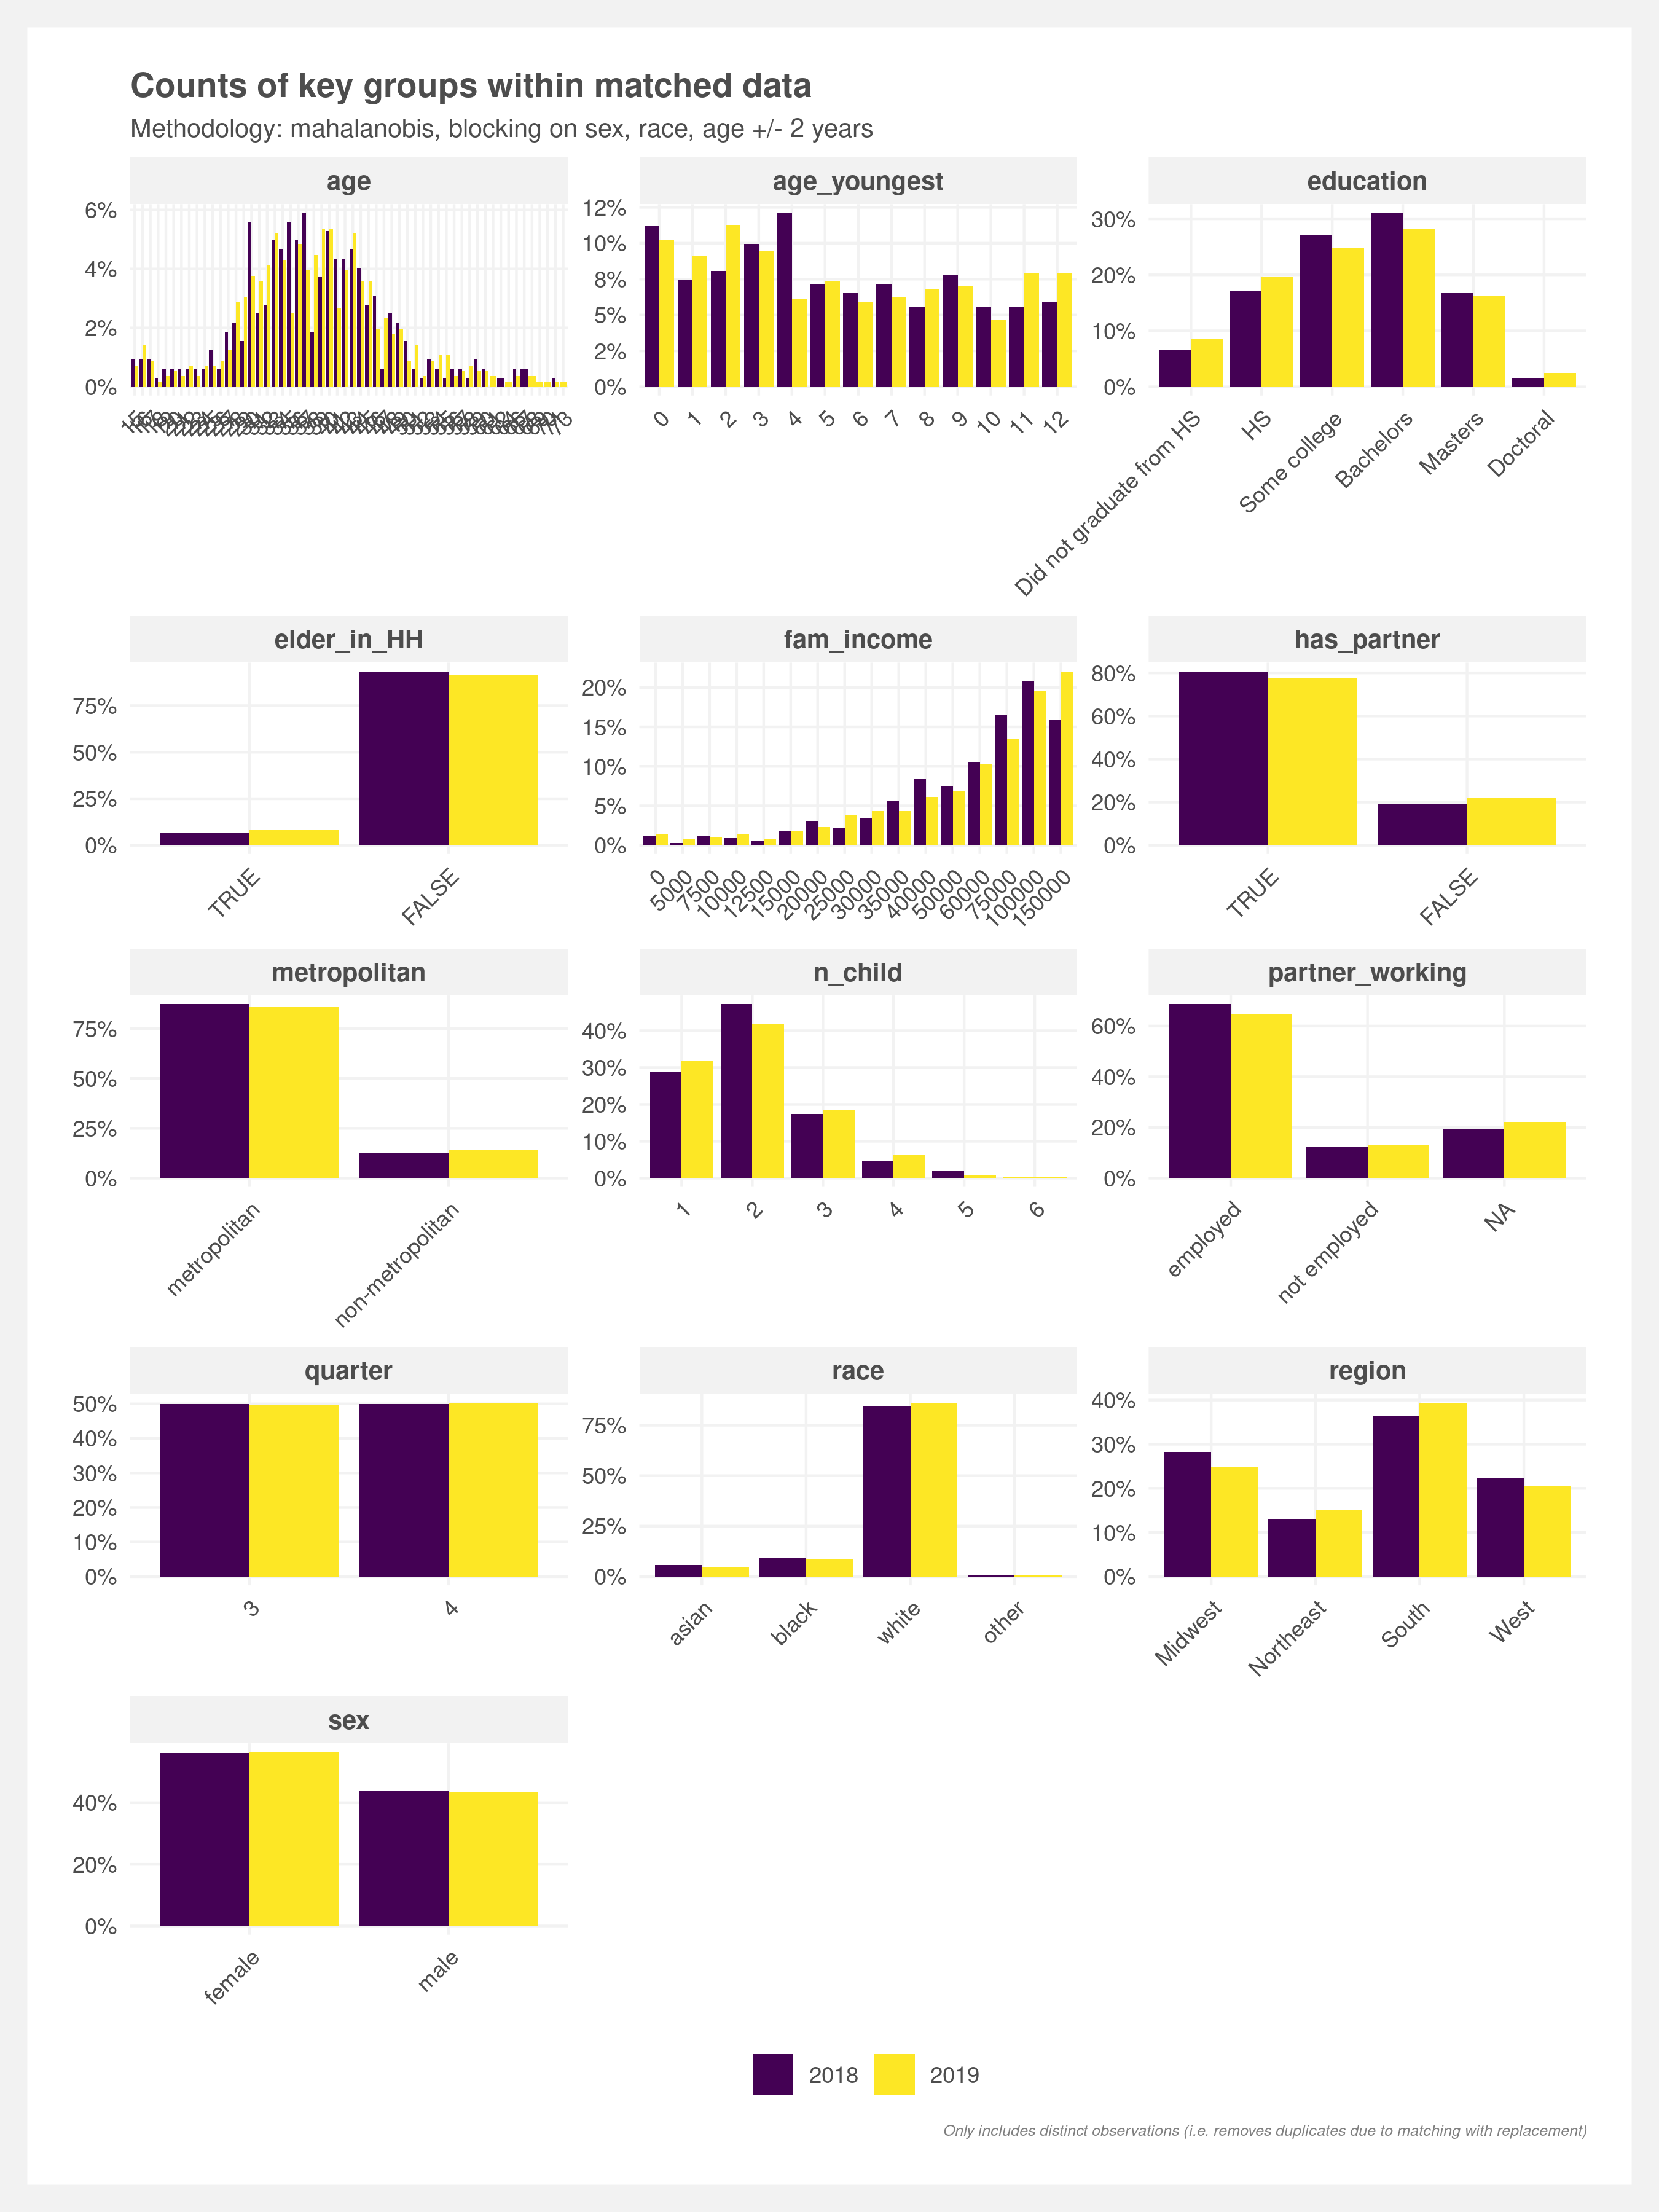 Counts of key groups within matched data
Methodology: mahalanobis, blocking on sex, race, age +/- 2 years
age
6%
4%
2%
0%
age_youngest
12%
10%
8%
5%
2%
0%
0 1 2 3 4 5 6 7 8 9 10 11 12
education
30%
20%
10%
0%
Did not graduate from HS
HS
Some college
Bachelors
Masters
Doctoral
elder_in_HH
75%
50%
25%
0%
TRUE
FALSE
fam_income
20%
15%
10%
5%
0%
0
5000
7500
10000
12500
15000
20000
25000
30000
35000
40000
50000
60000
75000
100000
150000
has_partner
80%
60%
40%
20%
0%
TRUE
FALSE
metropolitan
75%
50%
25%
0%
metropolitan
non-metropolitan
n_child
40%
30%
20%
10%
0%
1 2 3 4 5 6
partner_working
60%
40%
20%
0%
employed
not employed
NA
quarter
50%
40%
30%
20%
10%
0%
3 4
race
75%
50%
25%
0%
asian
black
white
other
region
40%
30%
20%
10%
0%
Midwest
Northeast
South
West
sex
40%
20%
0%
female
male
2018 2019
Only includes distinct observations (i.e. removes duplicates due to matching with replacement)